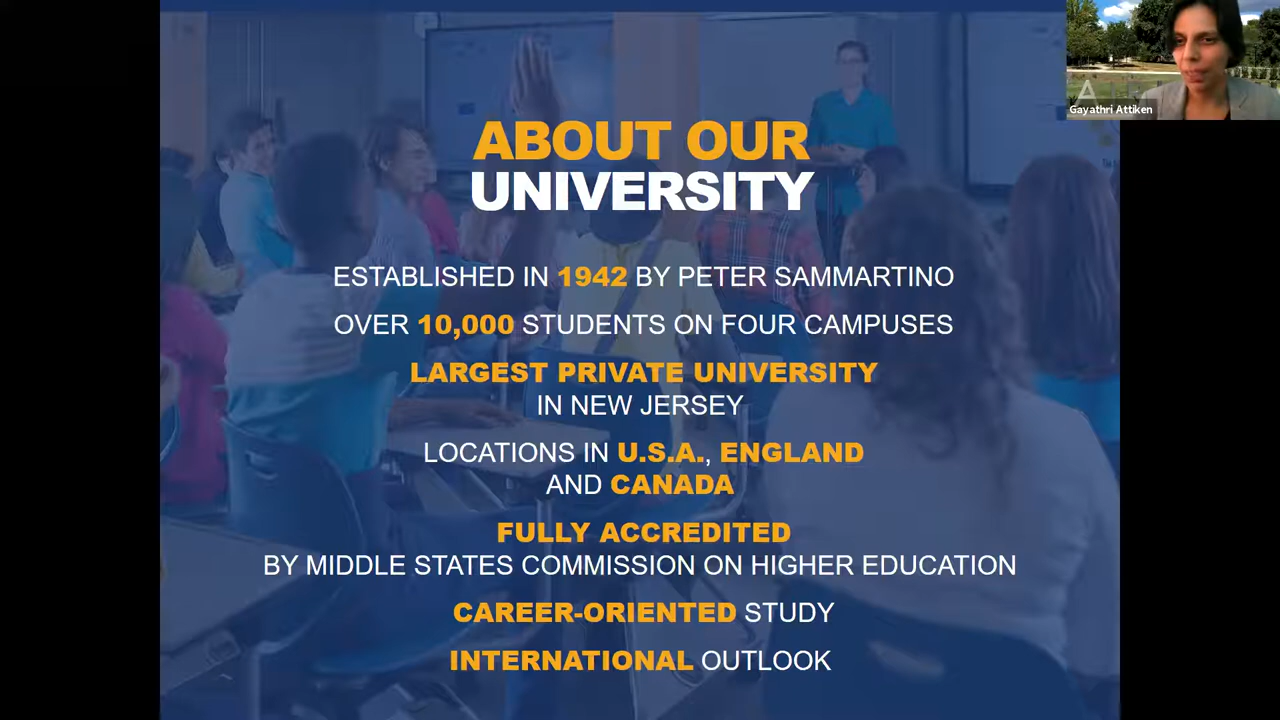 ABOUT OUR
UNIVERSITY
ESTABLISHED IN 1942 BY PETER SAMMARTINO
OVER 10,000 STUDENTS ON FOUR CAMPUSES
LARGEST PRIVATE UNIVERSITY
IN NEW JERSEY
LOCATIONS IN U.S.A., ENGLAND
AND CANADA
FULLY ACCREDITED
BY MIDDLE STATES COMMISSION ON HIGHER EDUCATION
CAREER-ORIENTED STUDY
INTERNATIONAL OUTLOOK
Gayathri Attiken